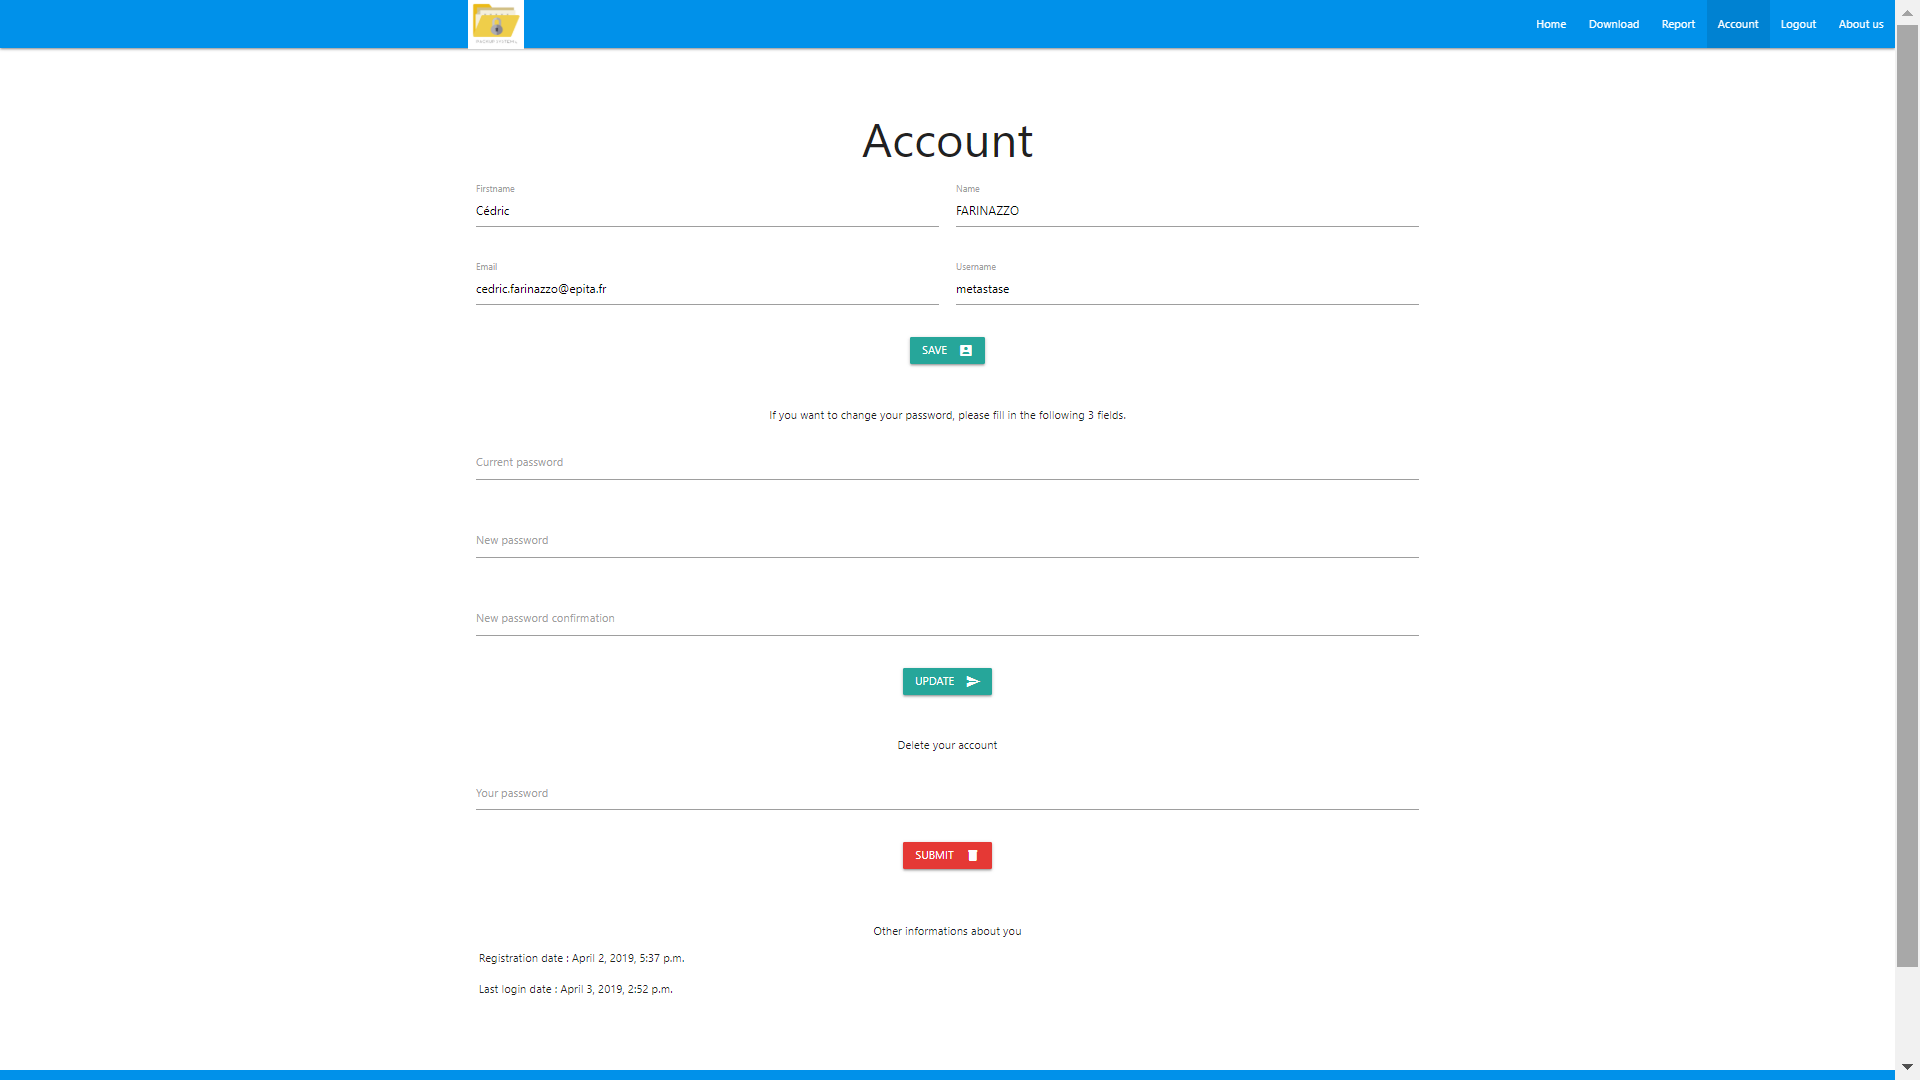 Home Download Report Account Logout About us
Account
Firstname Name
Cédric FARINAZZO
Email Username
cedric.farinazzo@epita.fr metastase
SAVE
If you want to change your password, please fill in the following 3 fields.
Current password
New password
New password confirmation
UPDATE
Delete your account
Your password
SUBMIT
Other informations about you
Registration date : April 2, 2019, 5:37 p.m.
Last login date : April 3, 2019, 2:52 p.m.